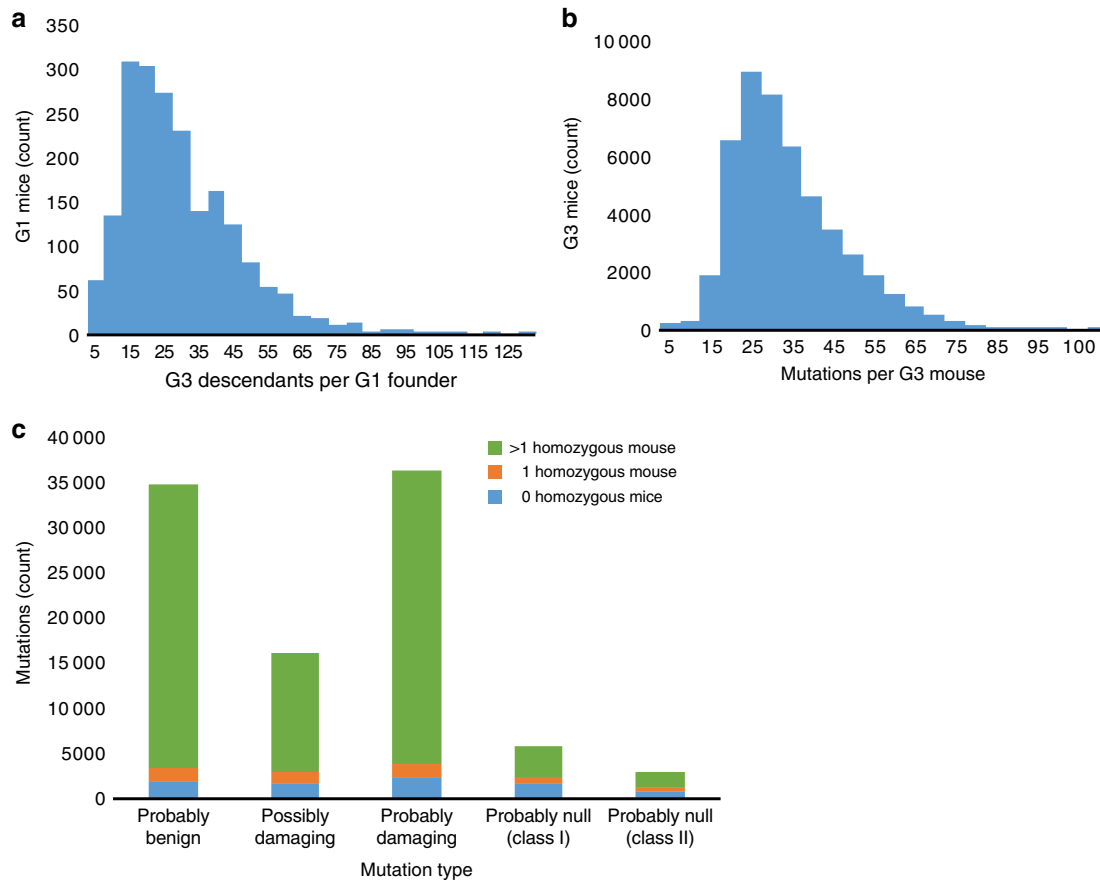 a
350
300
250
200
150
100
50
0
G1 mice (count)
5 15 25 35 45 55 65 75 85 95 105 115 125
G3 descendants per G1 founder
b
10 000
8000
6000
4000
2000
0
G3 mice (count)
5 15 25 35 45 55 65 75 85 95 100
Mutations per G3 mouse
c
40 000
35 000
30 000
25 000
20 000
15 000
10 000
5000
0
Mutations (count)
>1 homozygous mouse
1 homozygous mouse
0 homozygous mice
Probably benign
Possibly damaging
Probably damaging
Probably null (class I)
Probably null (class II)
Mutation type